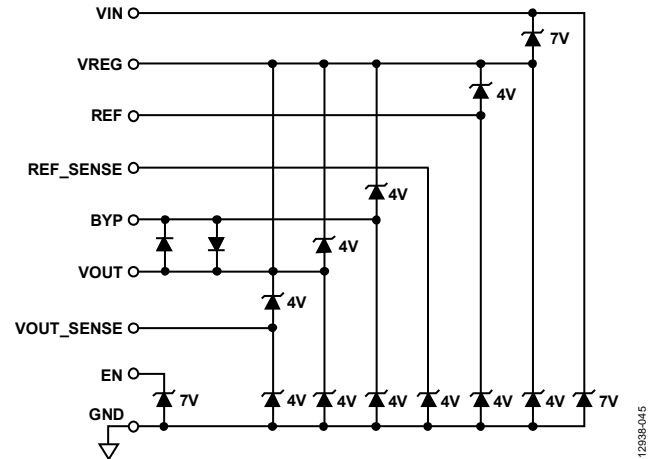 VIN
7V
VREG
4V
REF
REF_SENSE
4V
BYP
4V
VOUT
4V
VOUT_SENSE
EN
7V 4V 4V 4V 4V 4V 4V 7V
GND
12938-045